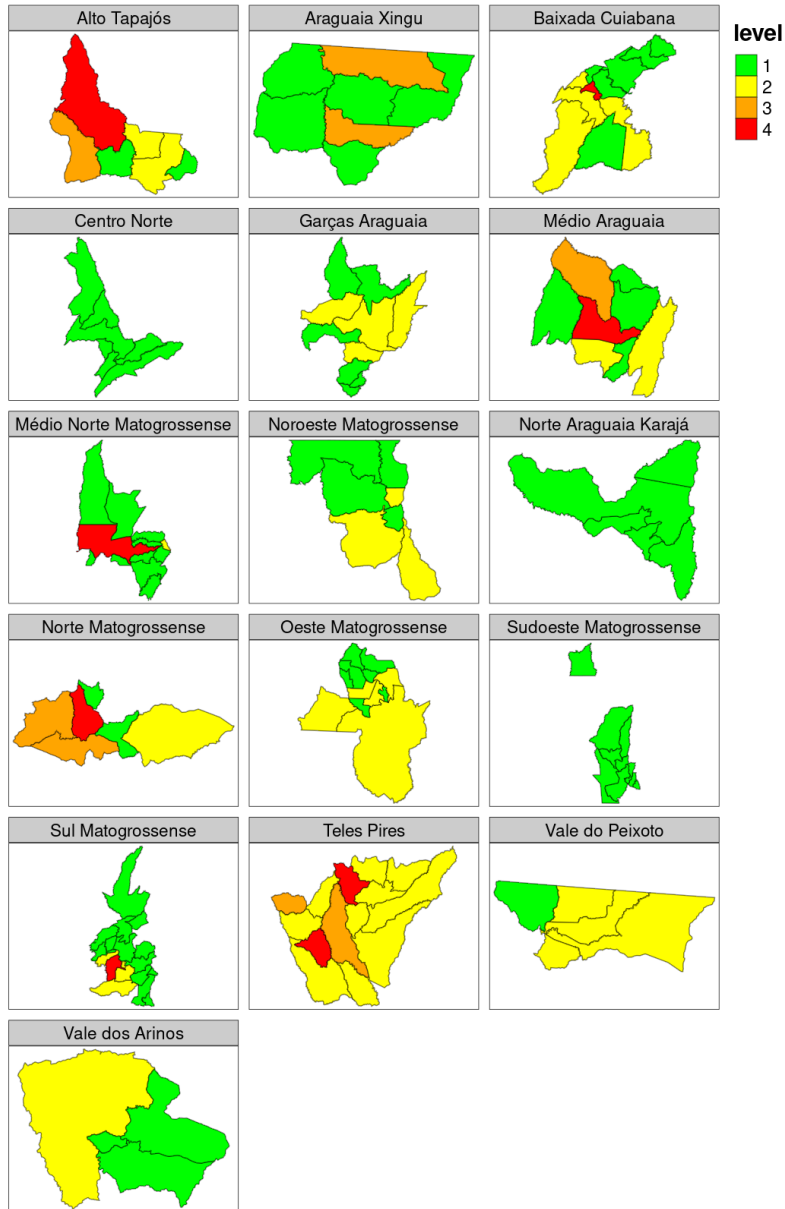 Alto Tapajós
Araguaia Xingu
Baixada Cuiabana
level
1
2
3
4
Centro Norte
Garças Araguaia
Médio Araguaia
Médio Norte Matogrossense
Noroeste Matogrossense
Norte Araguaia Karajá
Norte Matogrossense
Oeste Matogrossense
Sudoeste Matogrossense
Sul Matogrossense
Teles Pires
Vale do Peixoto
Vale dos Arinos